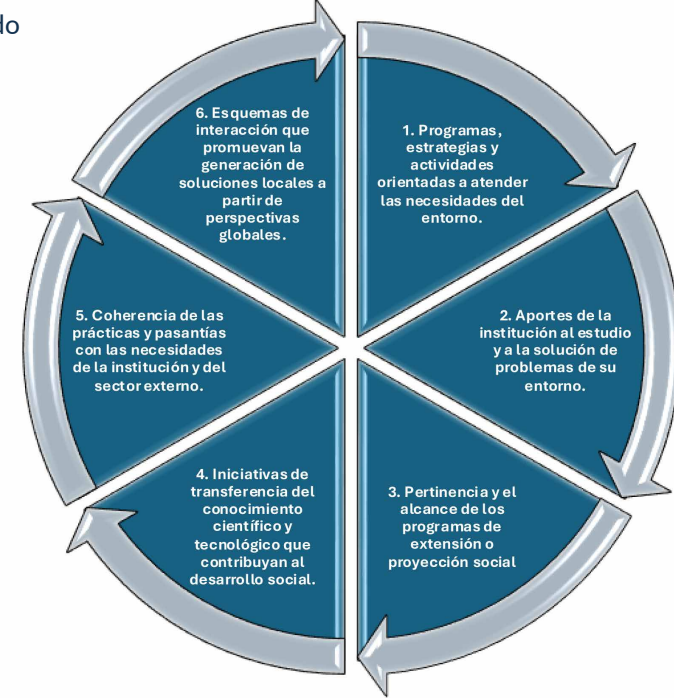 do
1. Programas,
estrategias y
actividades
orientadas a atender
las necesidades del
entorno.
2. Aportes de la
institución al estudio
y a la solución de
problemas de su
entorno.
3. Pertinencia y el
alcance de los
programas de
extensión o
proyección social
4. Iniciativas de
transferencia del
conocimiento
científico y
tecnológico que
contribuyan al
desarrollo social.
5. Coherencia de las
prácticas y pasantías
con las necesidades
de la institución y del
sector externo.
6. Esquemas de
interacción que
promuevan la
generación de
soluciones locales a
partir de
perspectivas
globales.